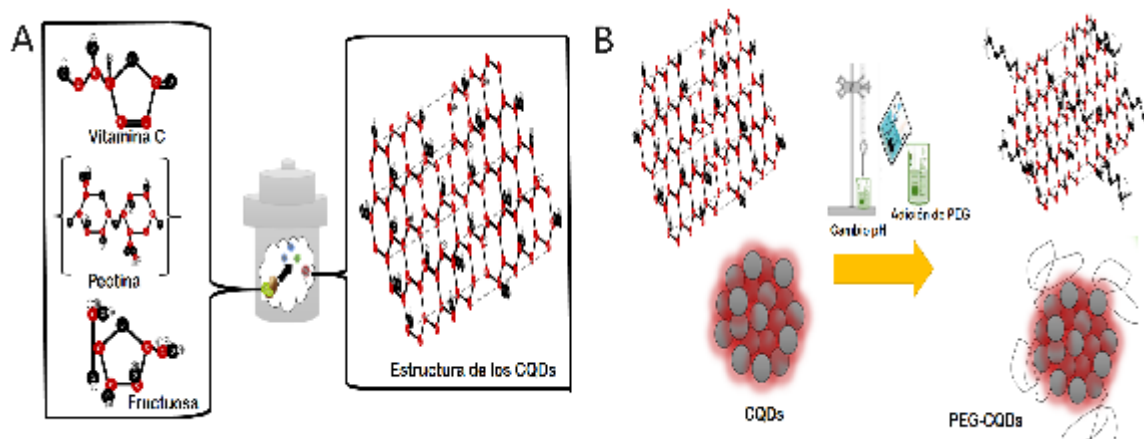 A
Vitamina C
Pectina
Fructuosa
Estructura de los CQDs
B
Cambio pH
Adición de PEG
CQDs
PEG-CQDs